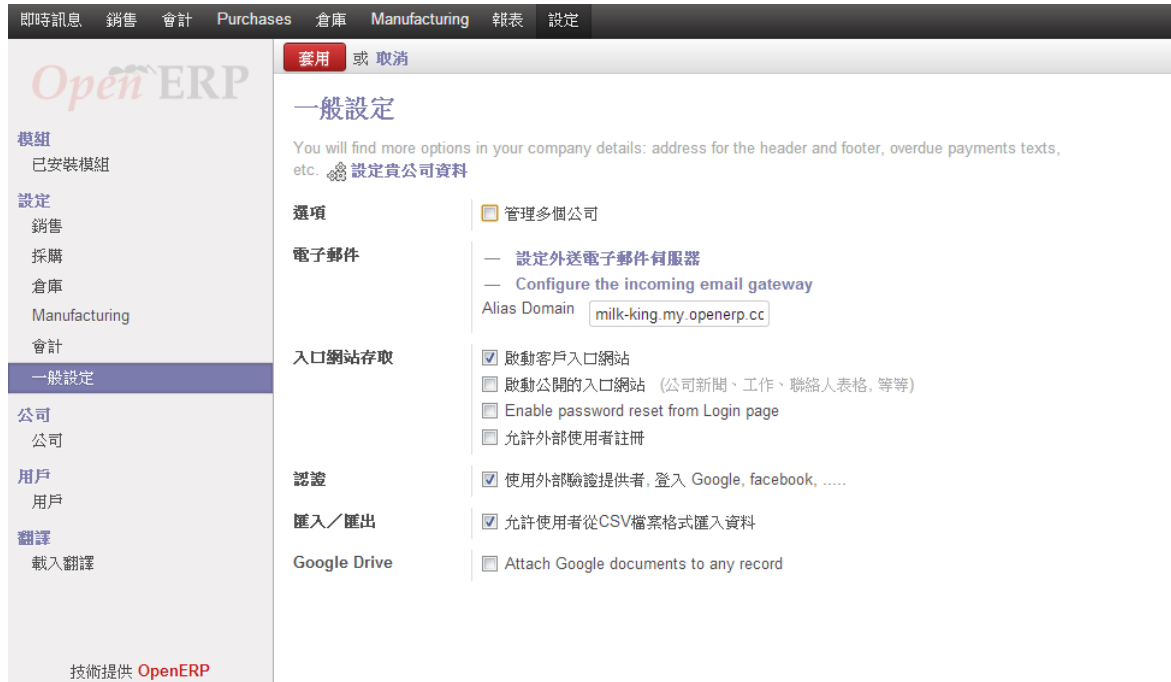 即時訊息 銷售 會計 Purchases 倉庫 Manufacturing 報表 設定
套用 或 取消
OpenERP
一般設定
You will find more options in your company details: address for the header and footer, overdue payments texts,
etc. 設定貴公司資料
模組
已安裝模組
設定
銷售
採購
倉庫
Manufacturing
會計
一般設定
公司
公司
用戶
用戶
翻譯
載入翻譯
技術提供 OpenERP
選項 管理多個公司
電子郵件 — 設定外送電子郵件伺服器
— Configure the incoming email gateway
Alias Domain milk-king.my.openerp.cc
入口網站存取 啟動客戶入口網站
啟動公開的入口網站 (公司新聞、工作、聯絡人表格, 等等)
Enable password reset from Login page
允許外部使用者註冊
認證 使用外部驗證提供者, 登入 Google, facebook, .....
匯入／匯出 允許使用者從CSV檔案格式匯入資料
Google Drive Attach Google documents to any record